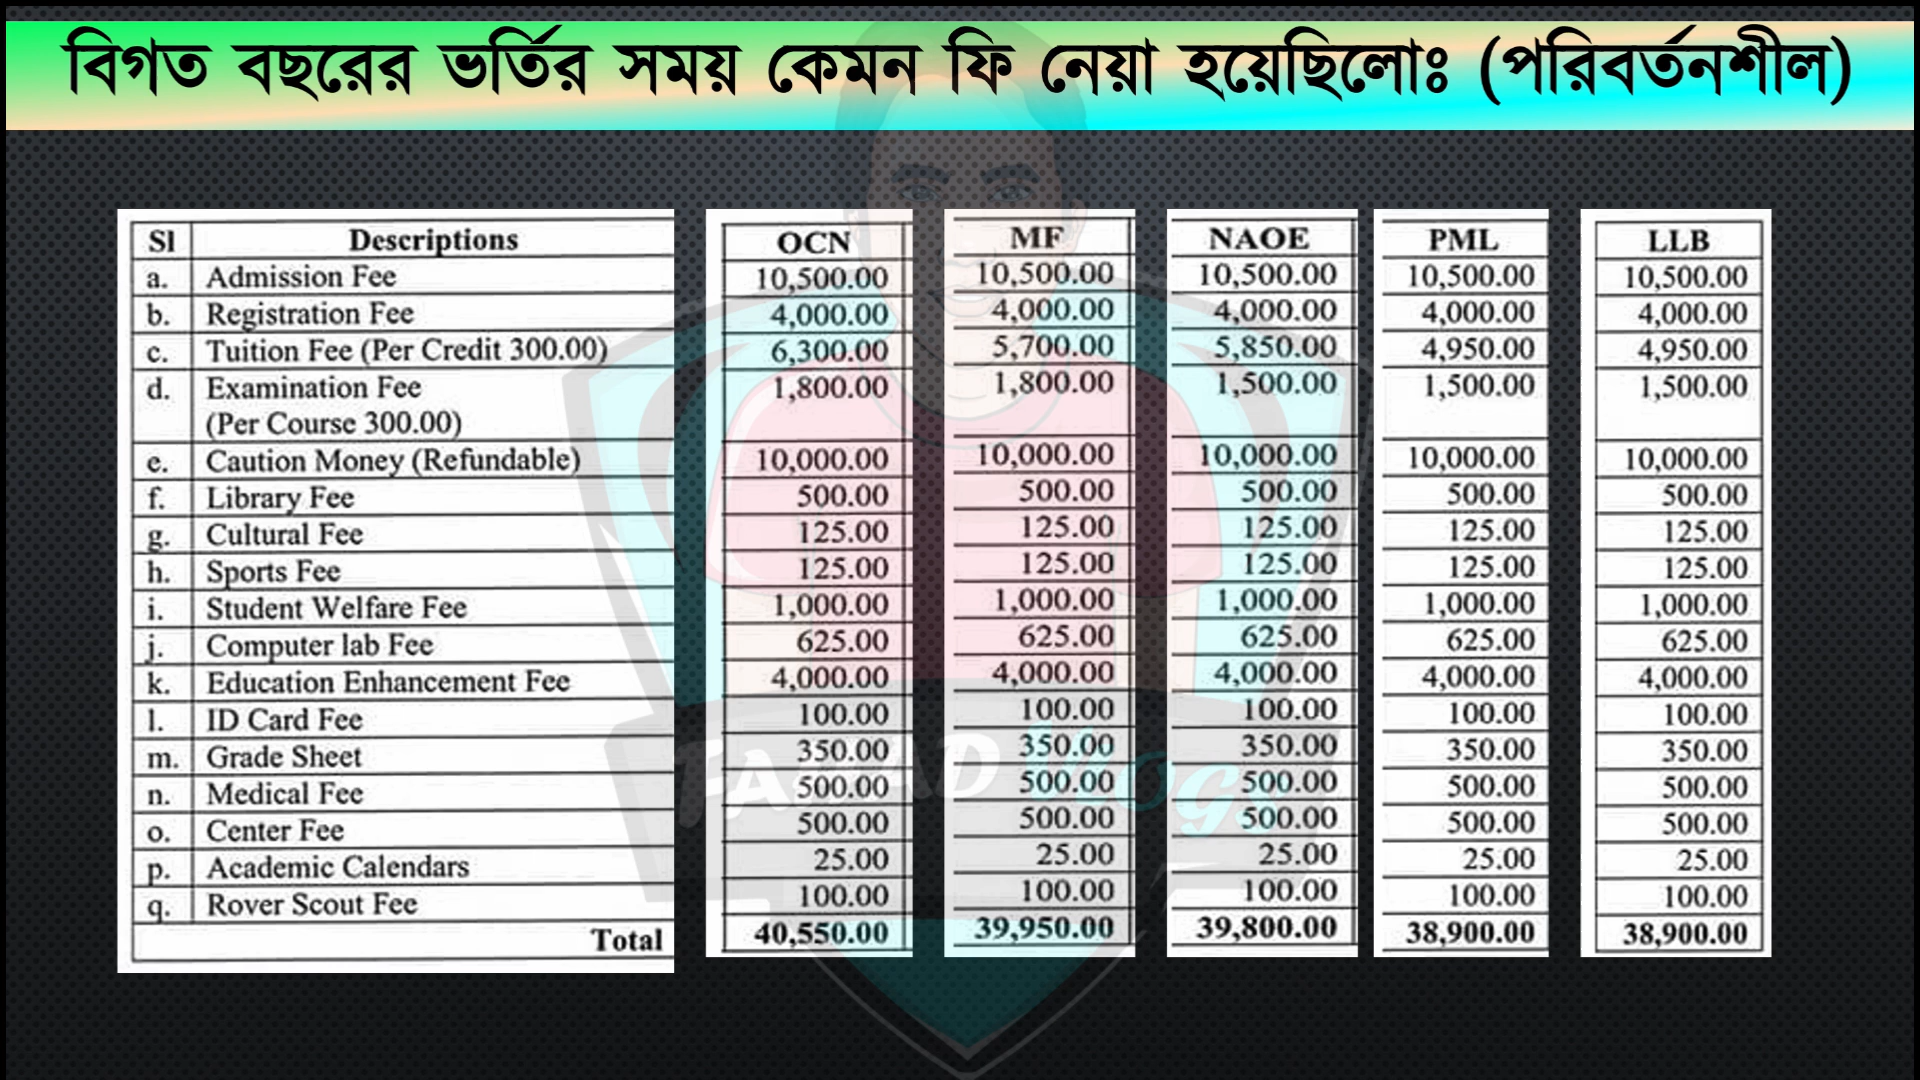 বিগত বছরের ভর্তির সময় কেমন ফি নেয়া হয়েছিলোঃ (পরিবর্তনশীল)
Sl Descriptions OCN MF NAOE PML LLB
a. Admission Fee 10,500.00 10,500.00 10,500.00 10,500.00 10,500.00
b. Registration Fee 4,000.00 4,000.00 4,000.00 4,000.00 4,000.00
c. Tuition Fee (Per Credit 300.00) 6,300.00 5,700.00 5,850.00 4,950.00 4,950.00
d. Examination Fee 1,800.00 1,800.00 1,500.00 1,500.00 1,500.00
(Per Course 300.00)
e. Caution Money (Refundable) 10,000.00 10,000.00 10,000.00 10,000.00 10,000.00
f. Library Fee 500.00 500.00 500.00 500.00 500.00
g. Cultural Fee 125.00 125.00 125.00 125.00 125.00
h. Sports Fee 125.00 125.00 125.00 125.00 125.00
i. Student Welfare Fee 1,000.00 1,000.00 1,000.00 1,000.00 1,000.00
j. Computer lab Fee 625.00 625.00 625.00 625.00 625.00
k. Education Enhancement Fee 4,000.00 4,000.00 4,000.00 4,000.00 4,000.00
l. ID Card Fee 100.00 100.00 100.00 100.00 100.00
m. Grade Sheet 350.00 350.00 350.00 350.00 350.00
n. Medical Fee 500.00 500.00 500.00 500.00 500.00
o. Center Fee 500.00 500.00 500.00 500.00 500.00
p. Academic Calendars 25.00 25.00 25.00 25.00 25.00
q. Rover Scout Fee 100.00 100.00 100.00 100.00 100.00
Total 40,550.00 39,950.00 39,800.00 38,900.00 38,900.00